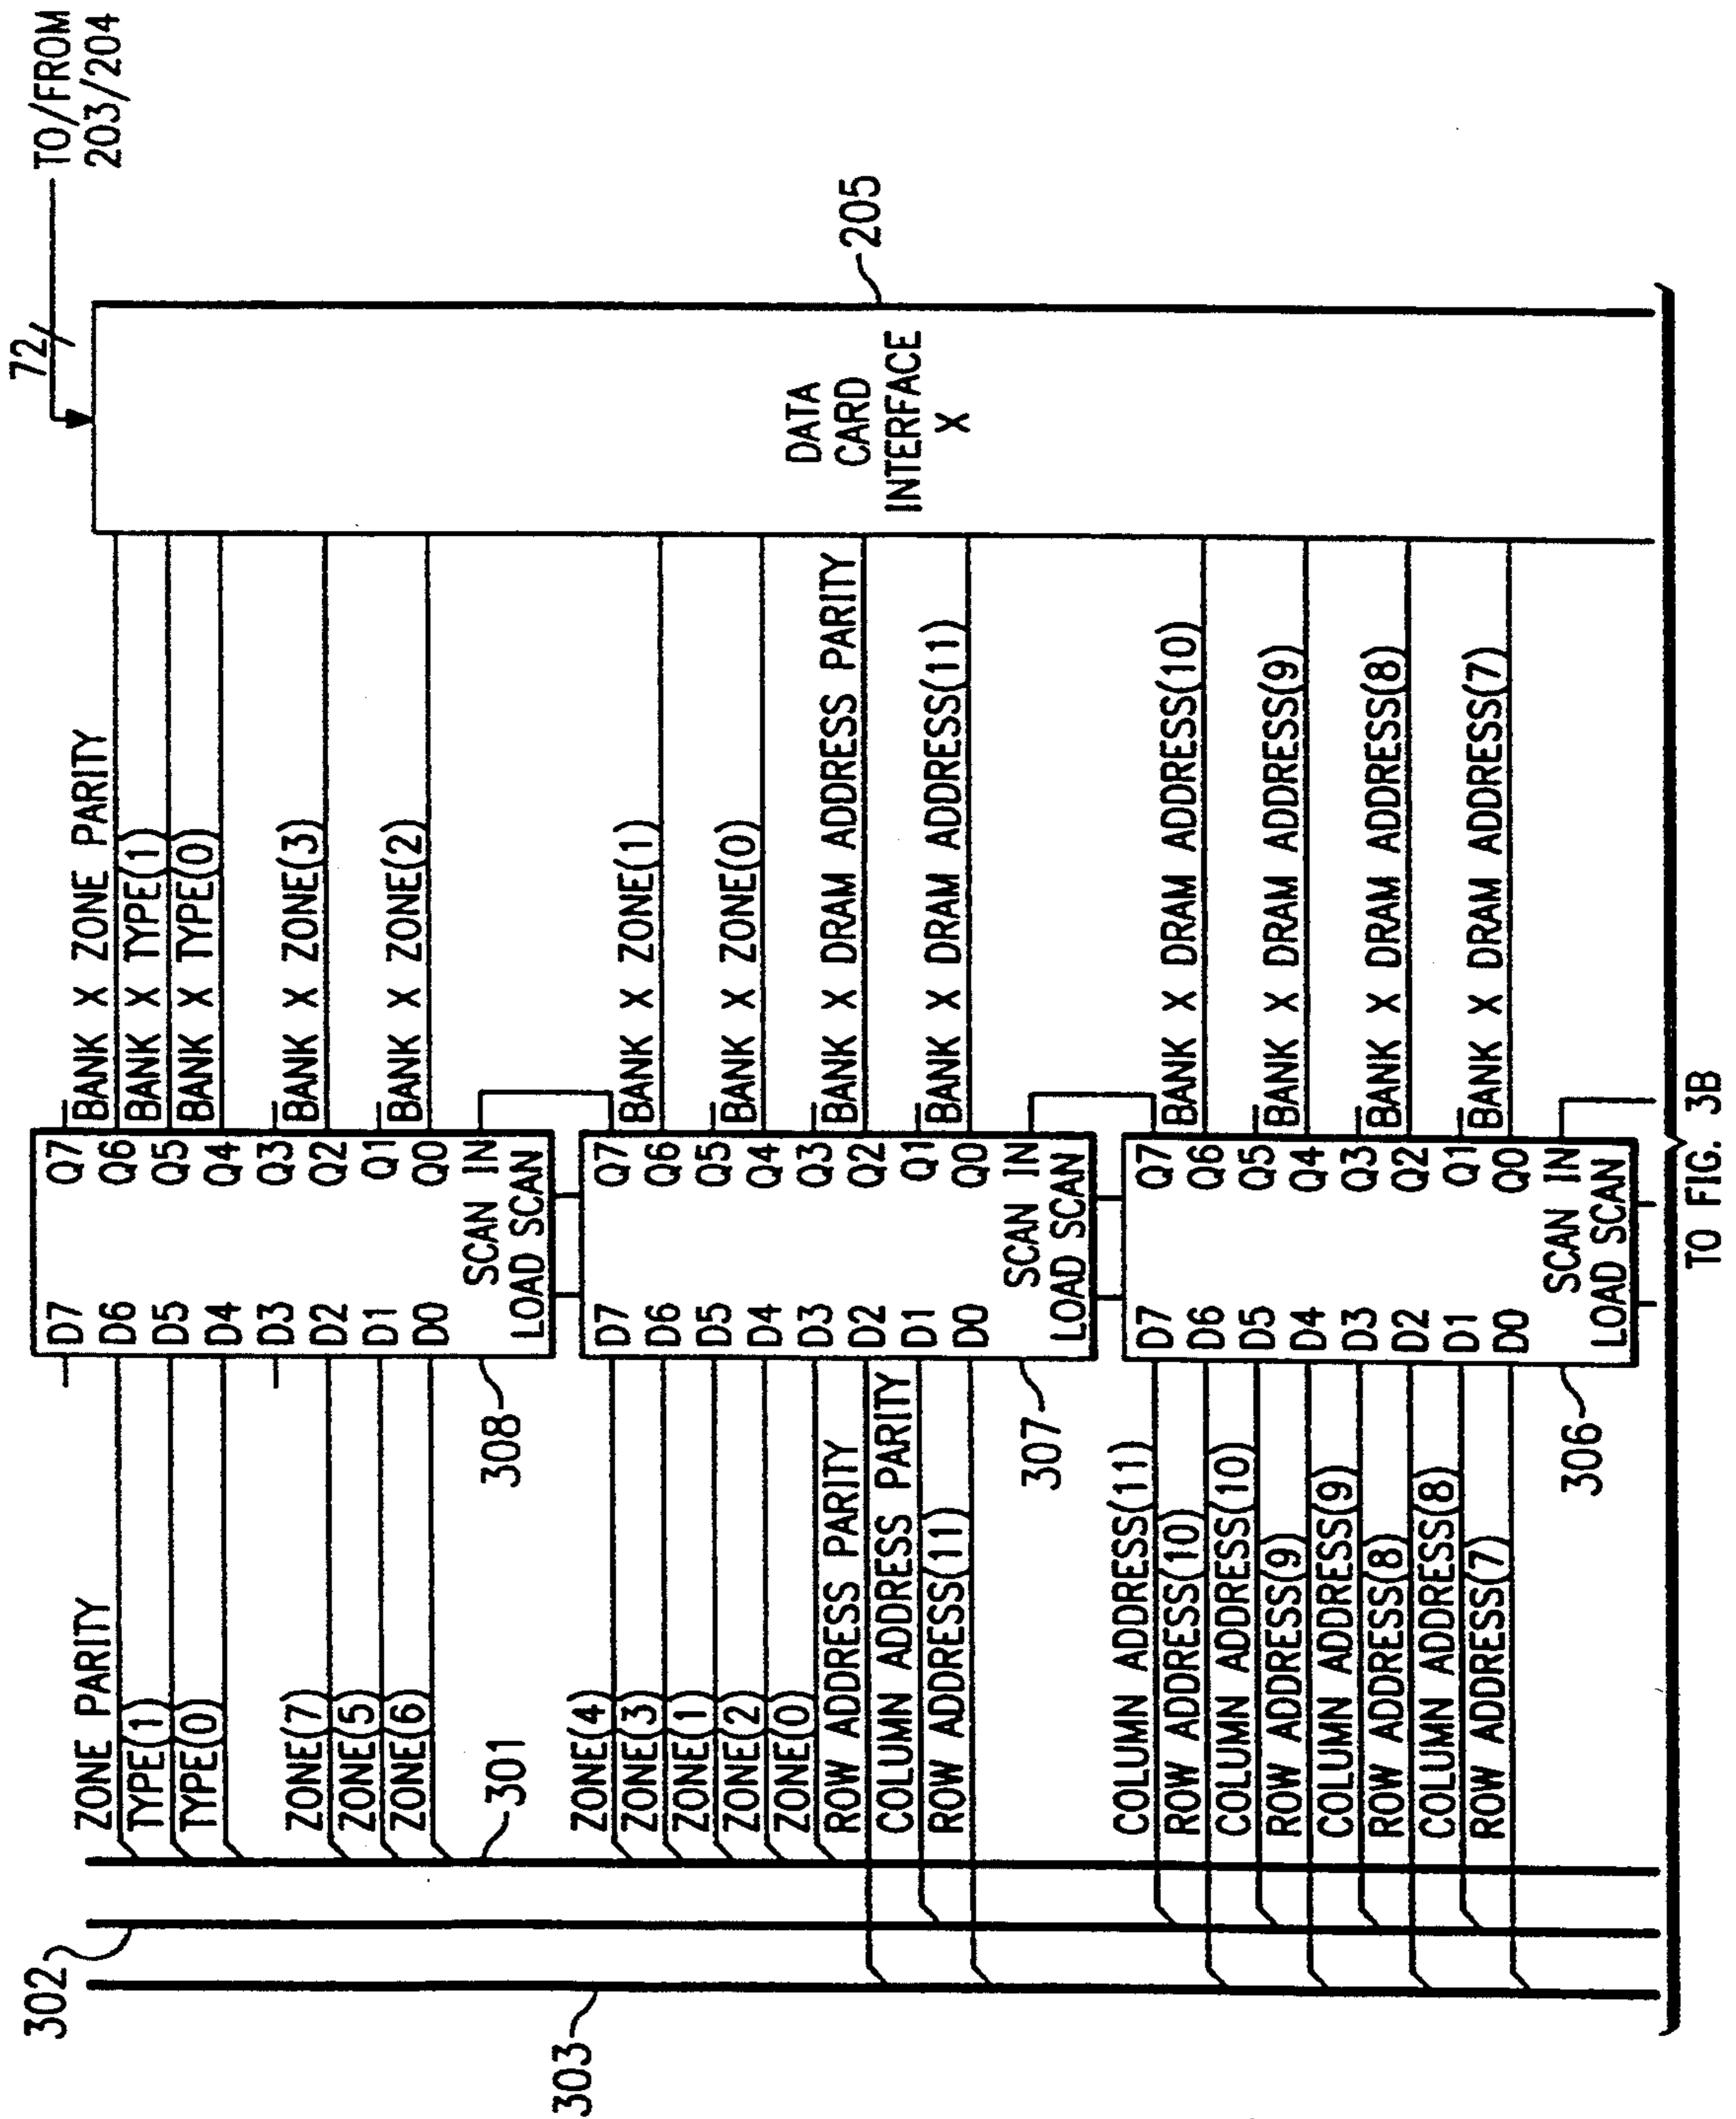 TO/FROM
203/204
72
302
303
301
ZONE PARITY
TYPE(1)
TYPE(0)
ZONE(7)
ZONE(5)
ZONE(6)
ZONE(4)
ZONE(3)
ZONE(1)
ZONE(2)
ZONE(0)
ROW ADDRESS PARITY
COLUMN ADDRESS PARITY
ROW ADDRESS(11)
COLUMN ADDRESS(11)
ROW ADDRESS(10)
COLUMN ADDRESS(10)
ROW ADDRESS(9)
COLUMN ADDRESS(9)
ROW ADDRESS(8)
COLUMN ADDRESS(8)
ROW ADDRESS(7)
D7 Q7
D6 Q6
D5 Q5
D4 Q4
D3 Q3
D2 Q2
D1 Q1
D0 Q0
SCAN IN
LOAD SCAN
308
D7 Q7
D6 Q6
D5 Q5
D4 Q4
D3 Q3
D2 Q2
D1 Q1
D0 Q0
SCAN IN
LOAD SCAN
307
D7 Q7
D6 Q6
D5 Q5
D4 Q4
D3 Q3
D2 Q2
D1 Q1
D0 Q0
SCAN IN
LOAD SCAN
306
BANK X ZONE PARITY
BANK X TYPE(1)
BANK X TYPE(0)
BANK X ZONE(3)
BANK X ZONE(2)
BANK X ZONE(1)
BANK X ZONE(0)
BANK X DRAM ADDRESS PARITY
BANK X DRAM ADDRESS(11)
BANK X DRAM ADDRESS(10)
BANK X DRAM ADDRESS(9)
BANK X DRAM ADDRESS(8)
BANK X DRAM ADDRESS(7)
DATA
CARD
INTERFACE
X
205
TO FIG. 3B